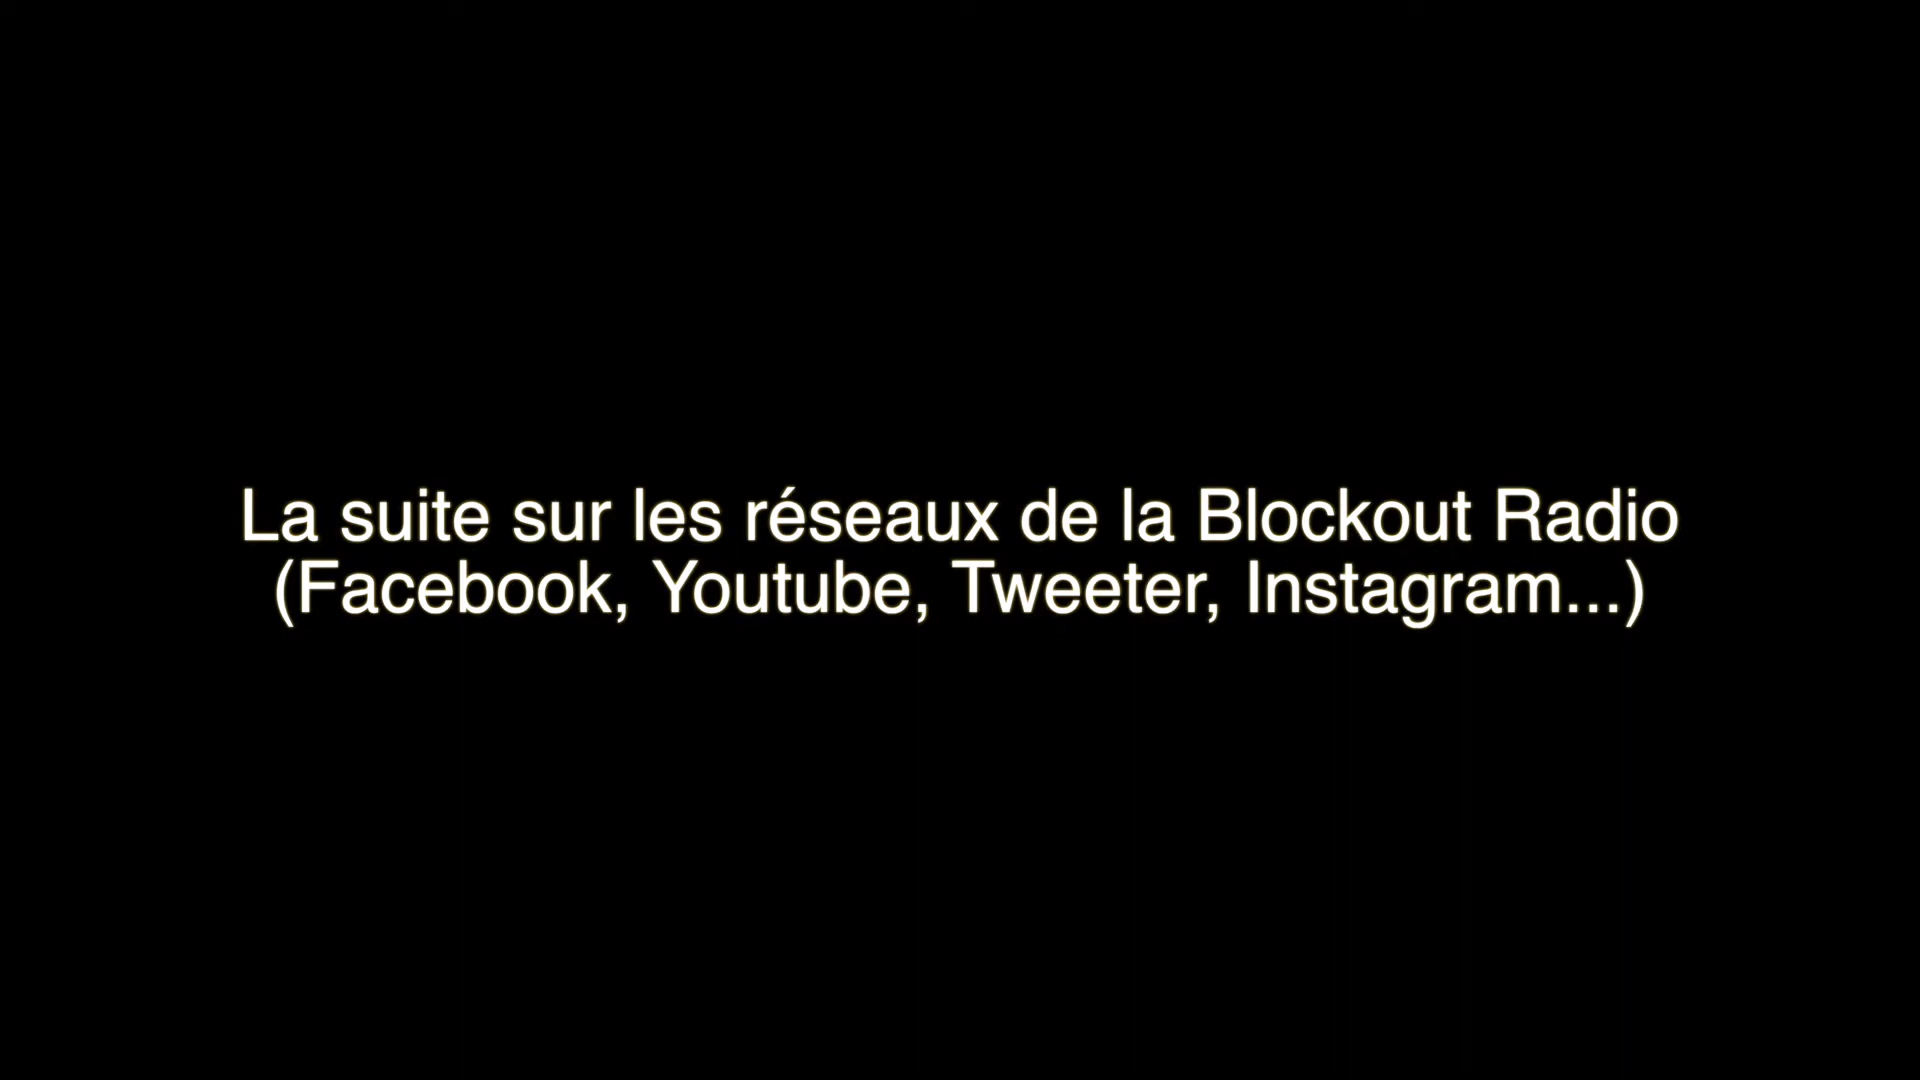 La suite sur les réseaux de la Blockout Radio
(Facebook, Youtube, Tweeter, Instagram...)